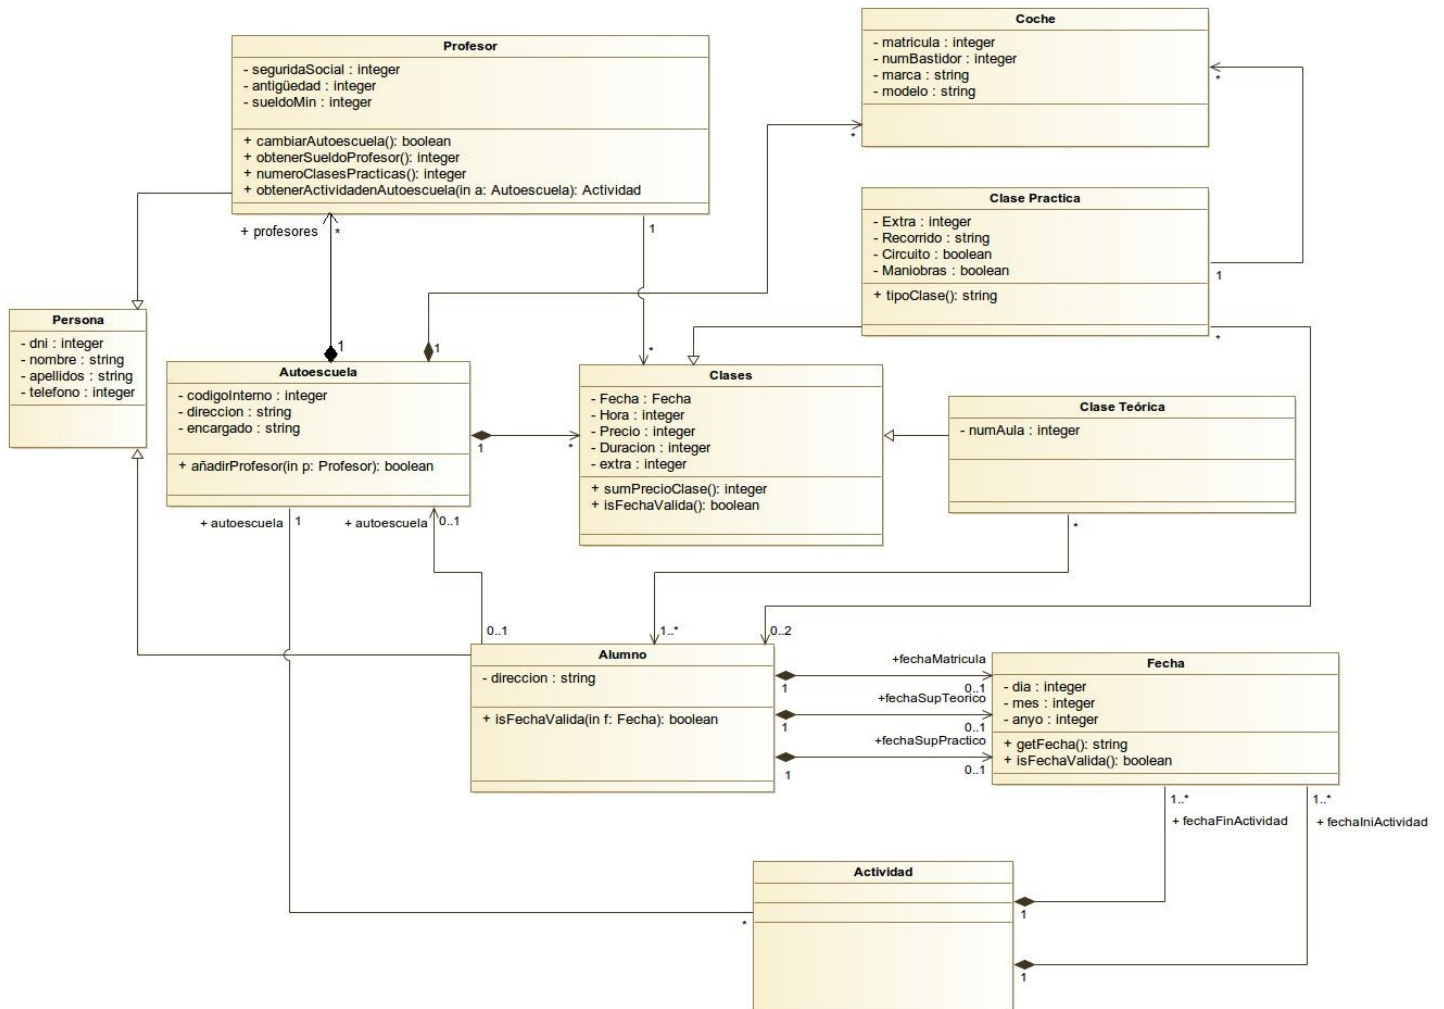 Profesor
- seguridaSocial : integer
- antigüedad : integer
- sueldoMin : integer
+ cambiarAutoescuela(): boolean
+ obtenerSueldoProfesor(): integer
+ numeroClasesPracticas(): integer
+ obtenerActividadenAutoescuela(in a: Autoescuela): Actividad
Coche
- matricula : integer
- numBastidor : integer
- marca : string
- modelo : string
*
*
Clase Practica
- Extra : integer
- Recorrido : string
- Circuito : boolean
- Maniobras : boolean
+ tipoClase(): string
1
*
+ profesores
*
1
1
1
*
Persona
- dni : integer
- nombre : string
- apellidos : string
- telefono : integer
Autoescuela
- codigoInterno : integer
- direccion : string
- encargado : string
+ añadirProfesor(in p: Profesor): boolean
1
*
Clases
- Fecha : Fecha
- Hora : integer
- Precio : integer
- Duracion : integer
- extra : integer
+ sumPrecioClase(): integer
+ isFechaValida(): boolean
Clase Teórica
- numAula : integer
*
+ autoescuela
1
+ autoescuela
0..1
0..1
1..*
0..2
Alumno
- direccion : string
+ isFechaValida(in f: Fecha): boolean
+fechaMatricula
1
0..1
+fechaSupTeorico
1
0..1
+fechaSupPractico
1
0..1
Fecha
- dia : integer
- mes : integer
- anyo : integer
+ getFecha(): string
+ isFechaValida(): boolean
1..*
+ fechaFinActividad
1..*
+ fechaIniActividad
Actividad
*
1
1